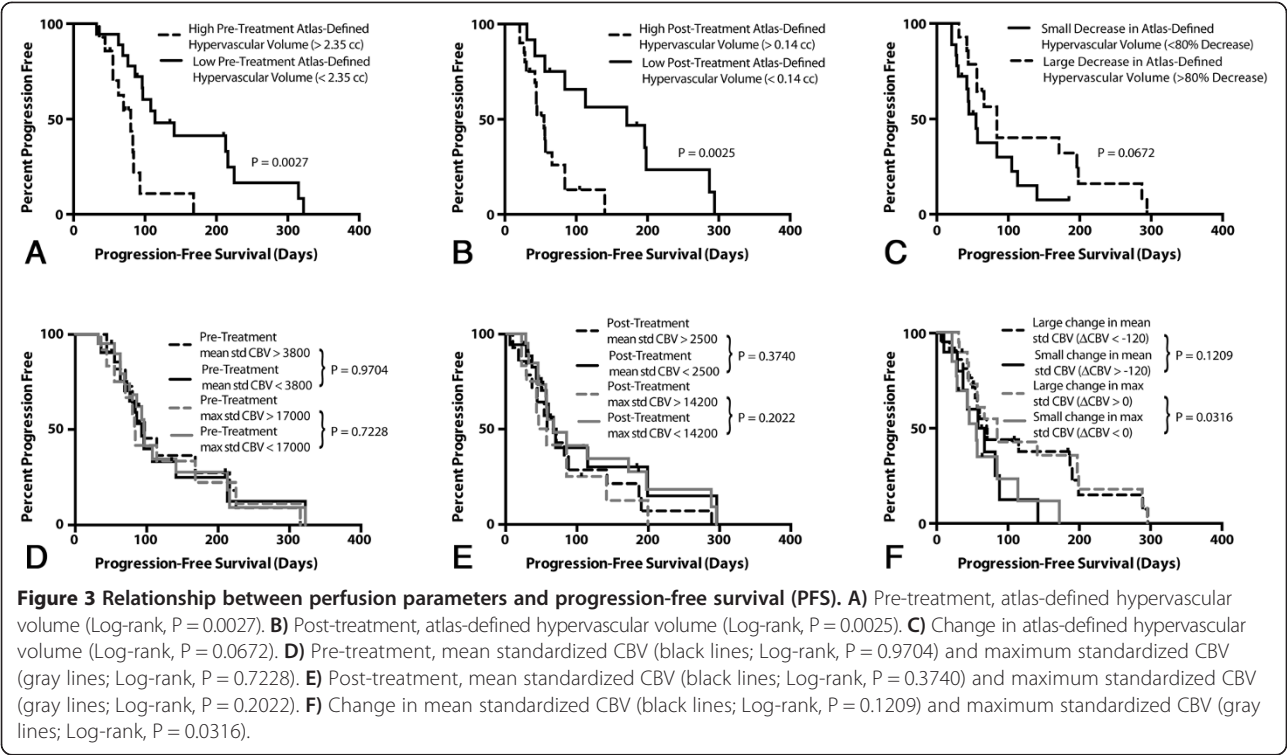 100
50
0
Percent Progression Free
High Pre-Treatment Atlas-Defined
Hypervascular Volume (> 2.35 cc)
Low Pre-Treatment Atlas-Defined
Hypervascular Volume (< 2.35 cc)
P = 0.0027
0 100 200 300 400
A
Progression-Free Survival (Days)
100
50
0
Percent Progression Free
High Post-Treatment Atlas-Defined
Hypervascular Volume (> 0.14 cc)
Low Post-Treatment Atlas-Defined
Hypervascular Volume (< 0.14 cc)
P = 0.0025
0 100 200 300 400
B
Progression-Free Survival (Days)
100
50
0
Percent Progression Free
Small Decrease in Atlas-Defined
Hypervascular Volume (<80% Decrease)
Large Decrease in Atlas-Defined
Hypervascular Volume (>80% Decrease)
P = 0.0672
0 100 200 300 400
C
Progression-Free Survival (Days)
100
50
0
Percent Progression Free
Pre-Treatment
mean std CBV > 3800
Pre-Treatment
mean std CBV < 3800
P = 0.9704
Pre-Treatment
max std CBV > 17000
Pre-Treatment
max std CBV < 17000
P = 0.7228
0 100 200 300 400
D
Progression-Free Survival (Days)
100
50
0
Percent Progression Free
Post-Treatment
mean std CBV > 2500
Post-Treatment
mean std CBV < 2500
P = 0.3740
Post-Treatment
max std CBV > 14200
Post-Treatment
max std CBV < 14200
P = 0.2022
0 100 200 300 400
E
Progression-Free Survival (Days)
100
50
0
Percent Progression Free
Large change in mean
std CBV (ΔCBV < -120)
Small change in mean
std CBV (ΔCBV > -120)
P = 0.1209
Large change in max
std CBV (ΔCBV > 0)
Small change in max
std CBV (ΔCBV < 0)
P = 0.0316
0 100 200 300 400
F
Progression-Free Survival (Days)
Figure 3 Relationship between perfusion parameters and progression-free survival (PFS). A) Pre-treatment, atlas-defined hypervascular
volume (Log-rank, P = 0.0027). B) Post-treatment, atlas-defined hypervascular volume (Log-rank, P = 0.0025). C) Change in atlas-defined hypervascular
volume (Log-rank, P = 0.0672). D) Pre-treatment, mean standardized CBV (black lines; Log-rank, P = 0.9704) and maximum standardized CBV
(gray lines; Log-rank, P = 0.7228). E) Post-treatment, mean standardized CBV (black lines; Log-rank, P = 0.3740) and maximum standardized CBV
(gray lines; Log-rank, P = 0.2022). F) Change in mean standardized CBV (black lines; Log-rank, P = 0.1209) and maximum standardized CBV (gray
lines; Log-rank, P = 0.0316).